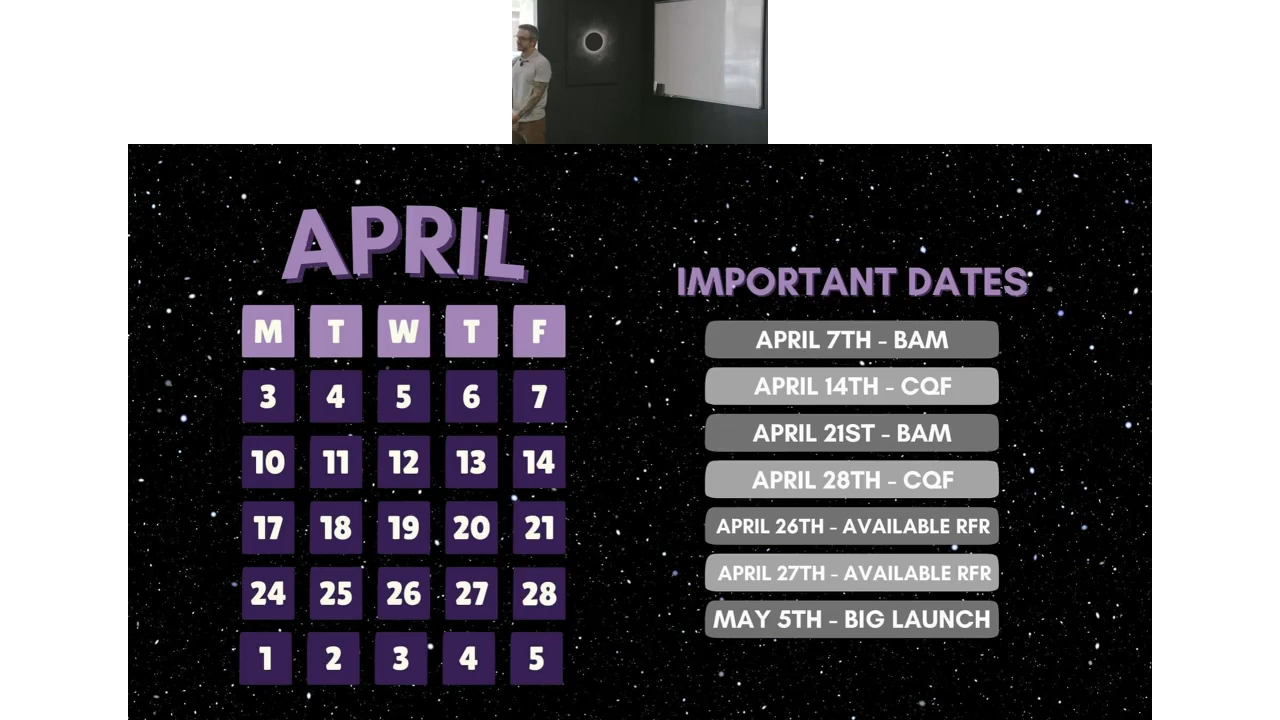 APRIL
M T W T F
3 4 5 6 7
10 11 12 13 14
17 18 19 20 21
24 25 26 27 28
1 2 3 4 5
IMPORTANT DATES
APRIL 7TH - BAM
APRIL 14TH - CQF
APRIL 21ST - BAM
APRIL 28TH - CQF
APRIL 26TH - AVAILABLE RFR
APRIL 27TH - AVAILABLE RFR
MAY 5TH - BIG LAUNCH